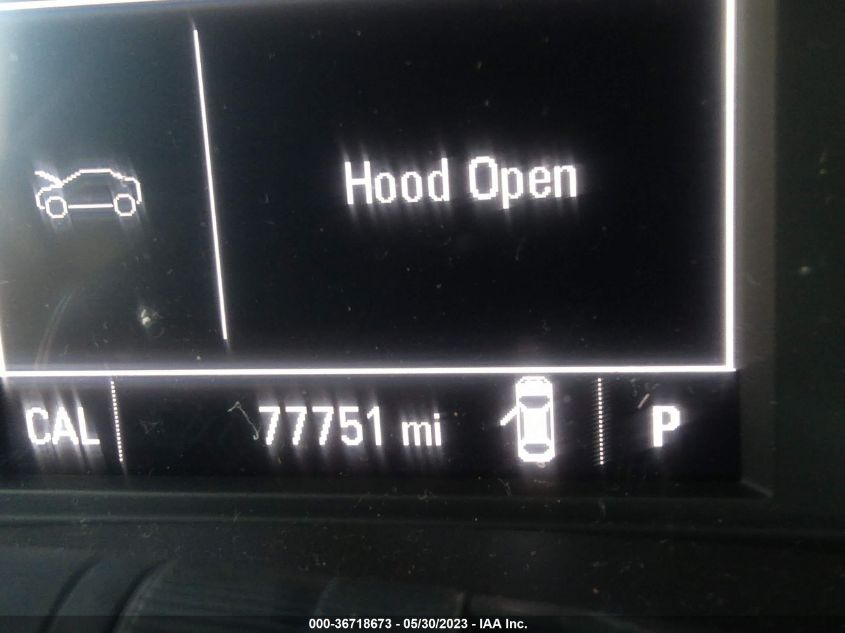 Hood Open
CAL 77751 mi P
000-36718673 - 05/30/2023 - IAA Inc.